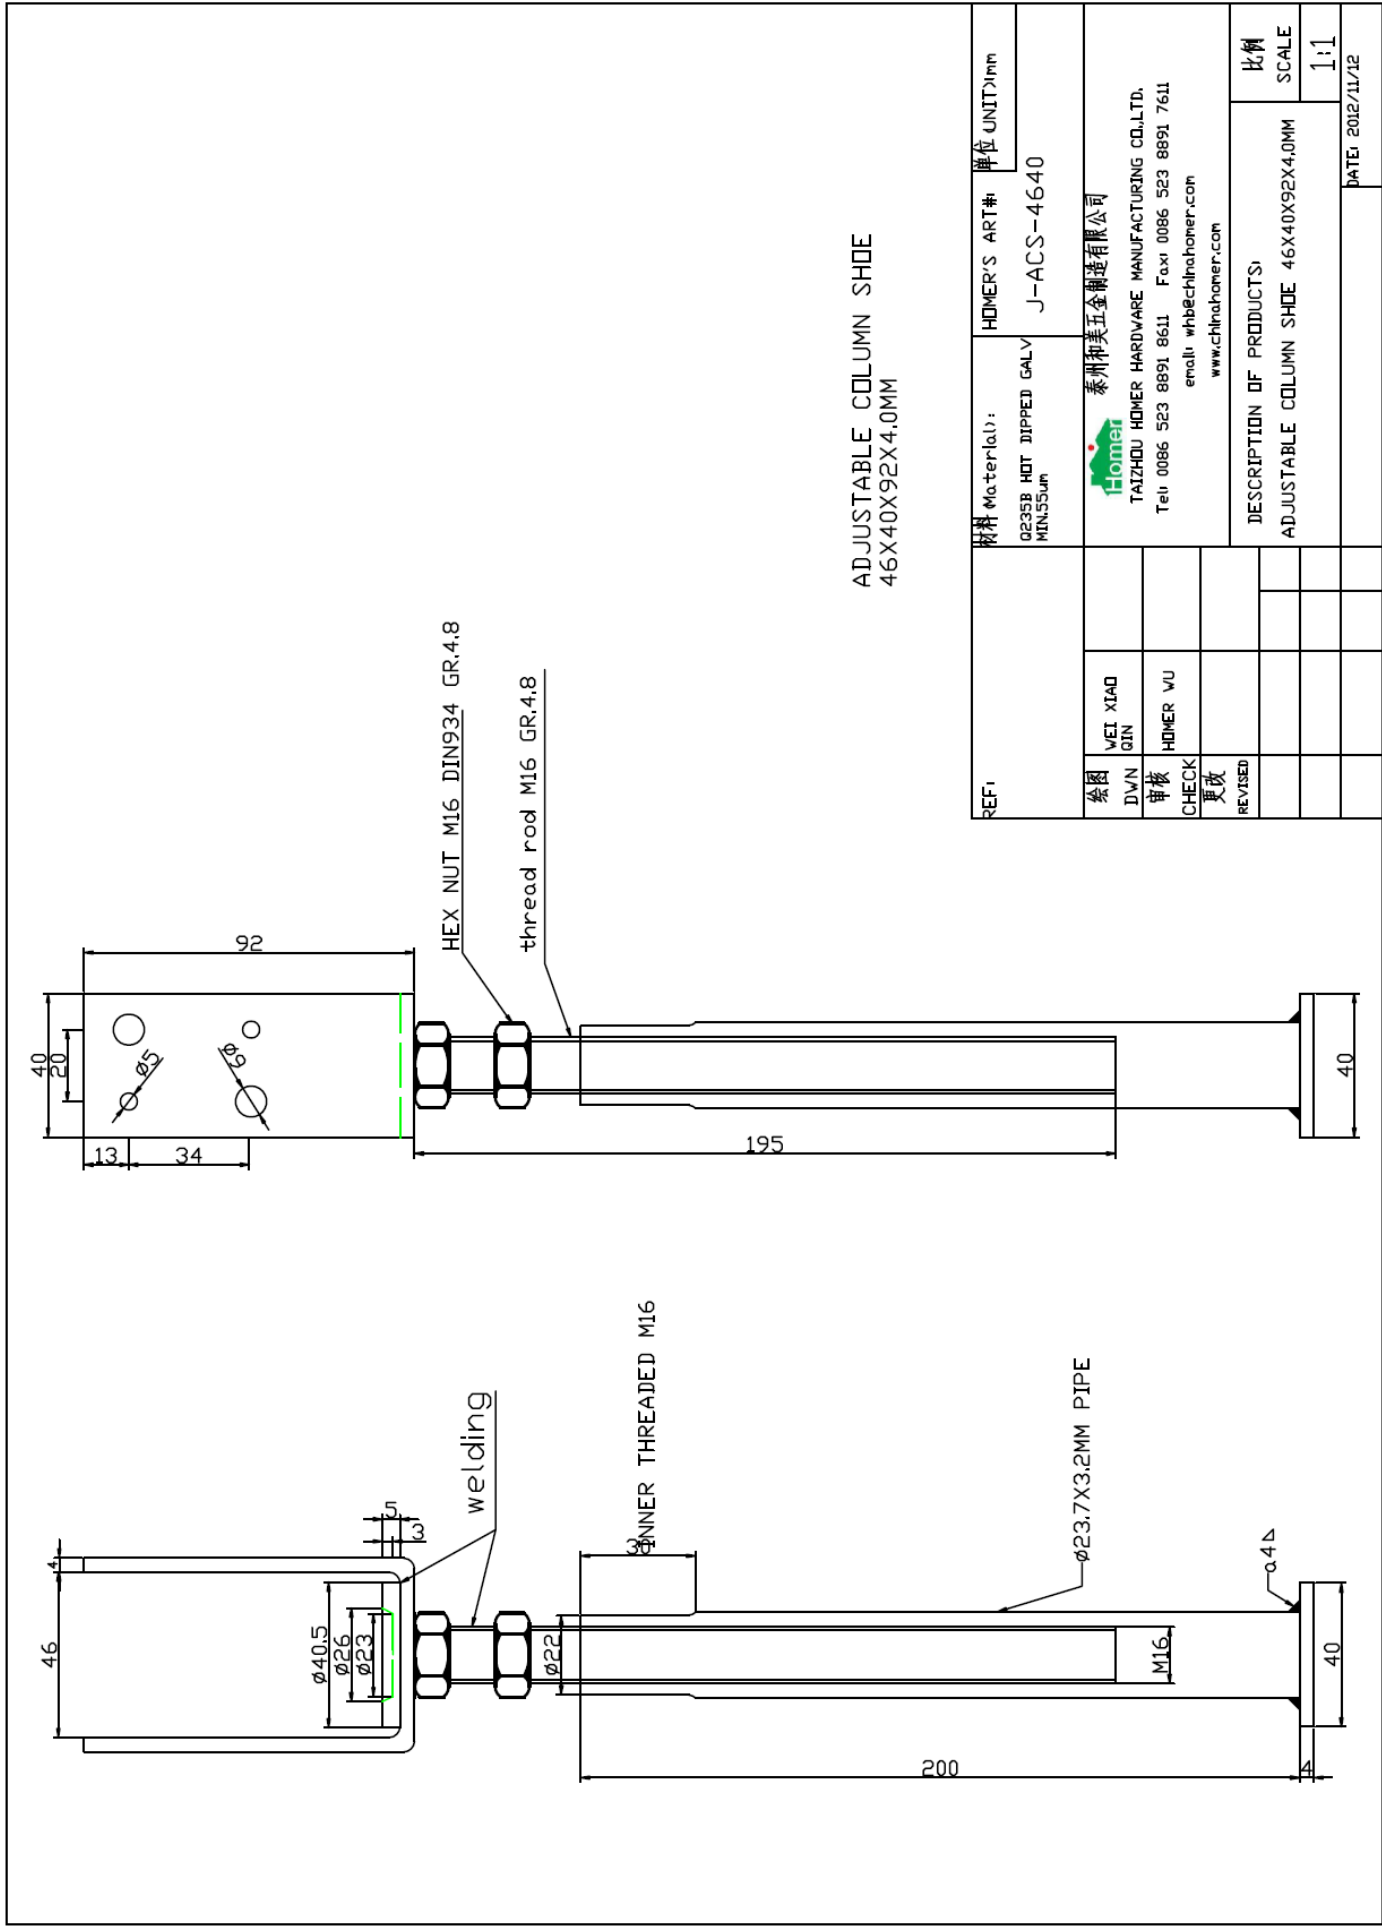 40
20
92
ø5
ø9
13
34
HEX NUT M16 DIN934 GR.4.8
thread rod M16 GR.4.8
195
40
46
4
5
3
ø40.5
ø26
ø23
welding
INNER THREADED M16
ø22
ø23.7X3.2MM PIPE
M16
a4
200
4
40
ADJUSTABLE COLUMN SHOE
46X40X92X4.0MM
REF:
材料 Material:
Q235B HOT DIPPED GALV
MIN.55um
HOMER'S ART#:
J-ACS-4640
单位(UNIT):mm
绘图
DWN
WEI XIAO
QIN
审核
CHECK
HOMER WU
更改
REVISED
Homer
泰州和美五金制造有限公司
TAIZHOU HOMER HARDWARE MANUFACTURING CO.,LTD.
Tel: 0086 523 8891 8611 Fax: 0086 523 8891 7611
email: whb@chinahomer.com
www.chinahomer.com
DESCRIPTION OF PRODUCTS:
ADJUSTABLE COLUMN SHOE 46X40X92X4.0MM
比例
SCALE
1:1
DATE: 2012/11/12